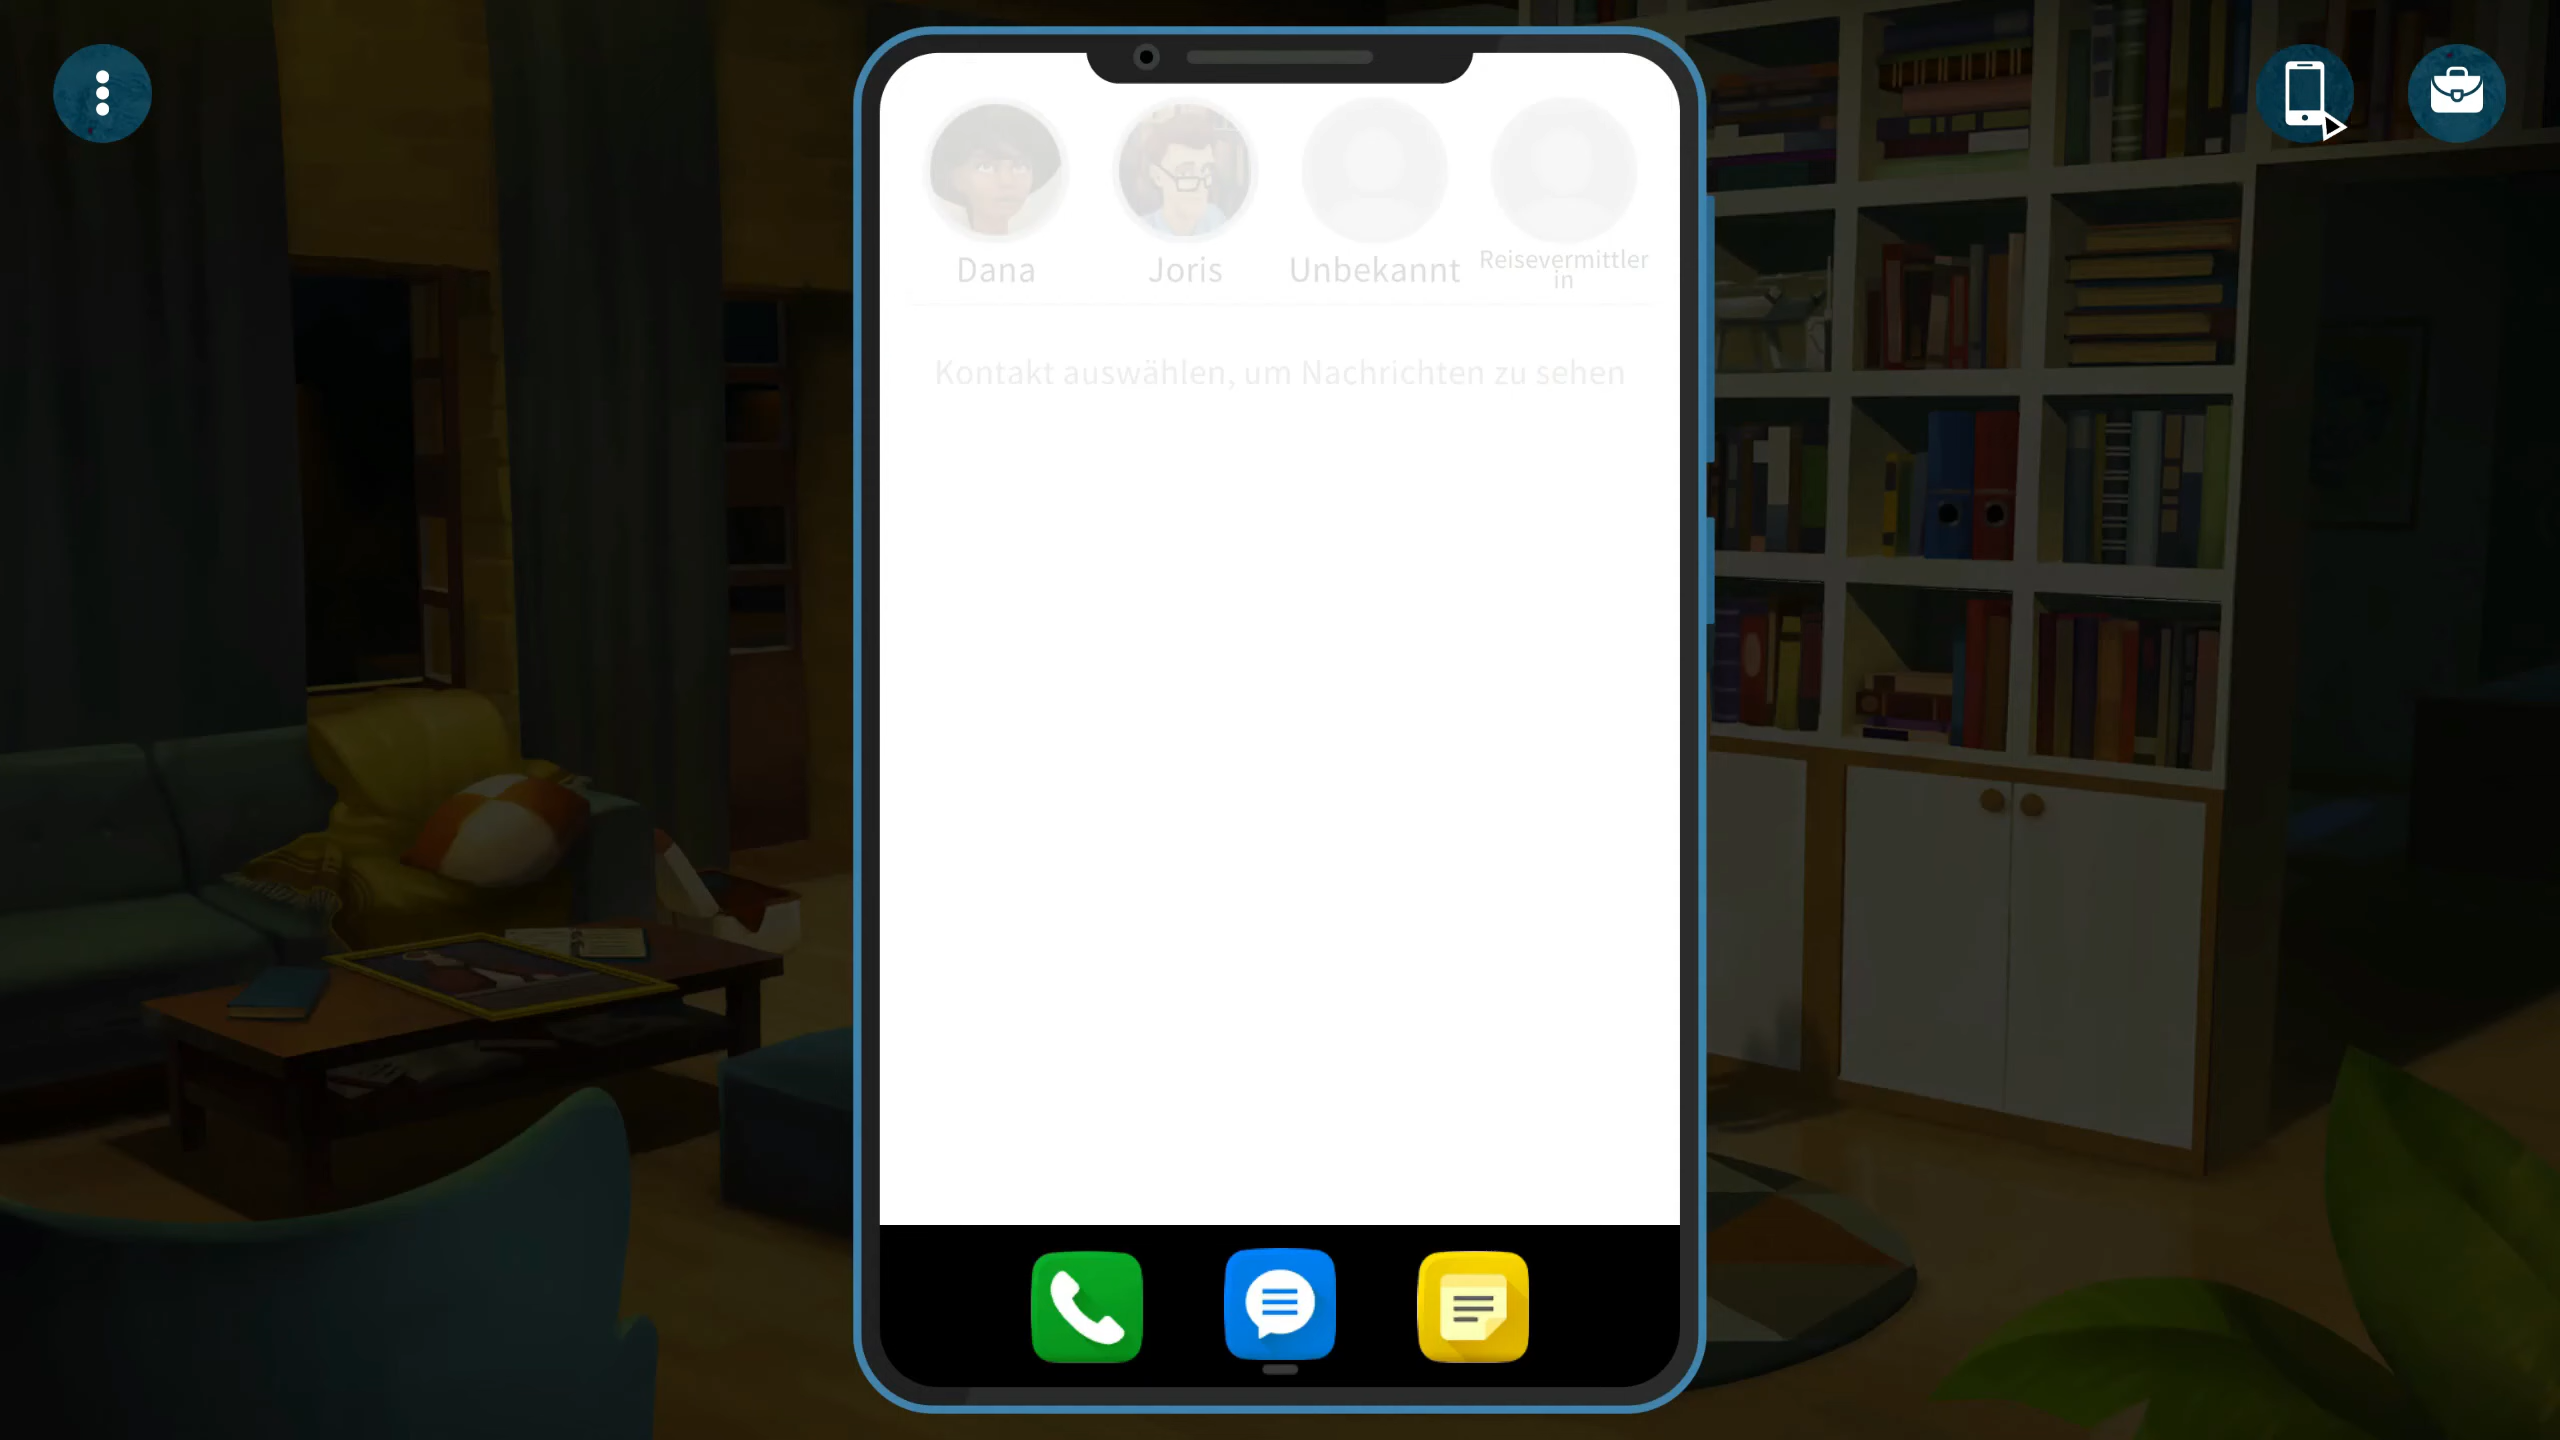 Dana
Joris
Unbekannt
Reisevermittler
in
Kontakt auswählen, um Nachrichten zu sehen